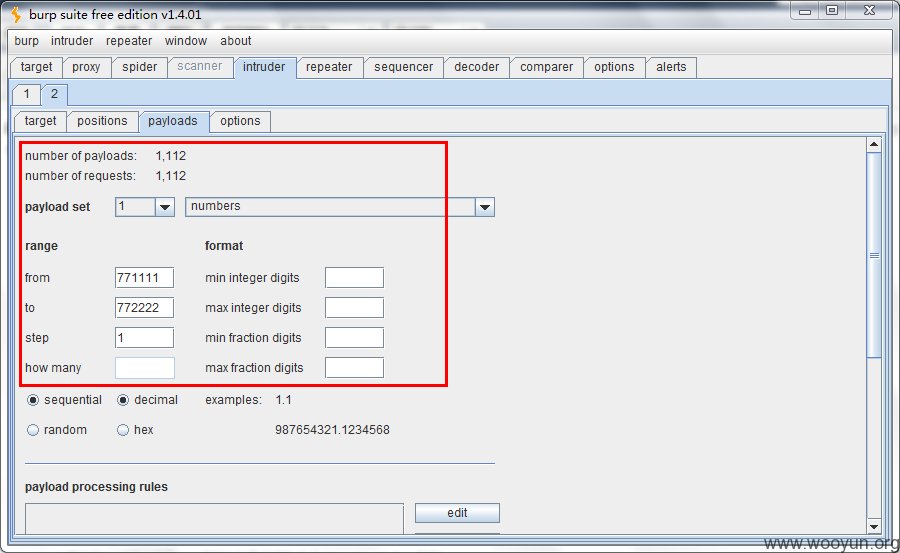 burp suite free edition v1.4.01
burp intruder repeater window about
target proxy spider scanner intruder repeater sequencer decoder comparer options alerts
1 2
target positions payloads options
number of payloads: 1,112
number of requests: 1,112
payload set 1 numbers
range format
from 771111 min integer digits
to 772222 max integer digits
step 1 min fraction digits
how many max fraction digits
sequential decimal examples: 1.1
random hex 987654321.1234568
payload processing rules
edit
www.wooyun.org